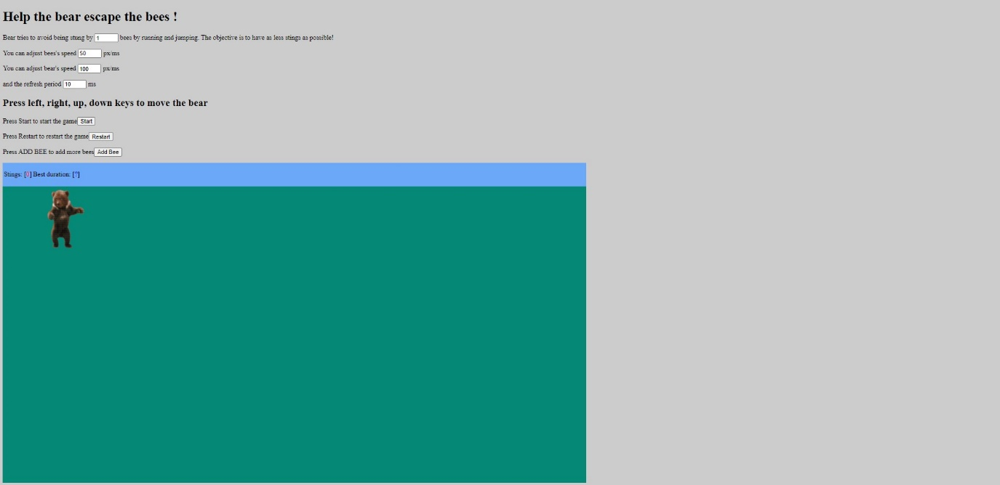 Help the bear escape the bees !
Bear tries to avoid being stung by 1 bees by running and jumping. The objective is to have as less stings as possible!
You can adjust bees's speed 50 px/ms
You can adjust bear's speed 100 px/ms
and the refresh period 10 ms
Press left, right, up, down keys to move the bear
Press Start to start the game Start
Press Restart to restart the game Restart
Press ADD BEE to add more bees Add Bee
Stings: [0] Best duration: [?]